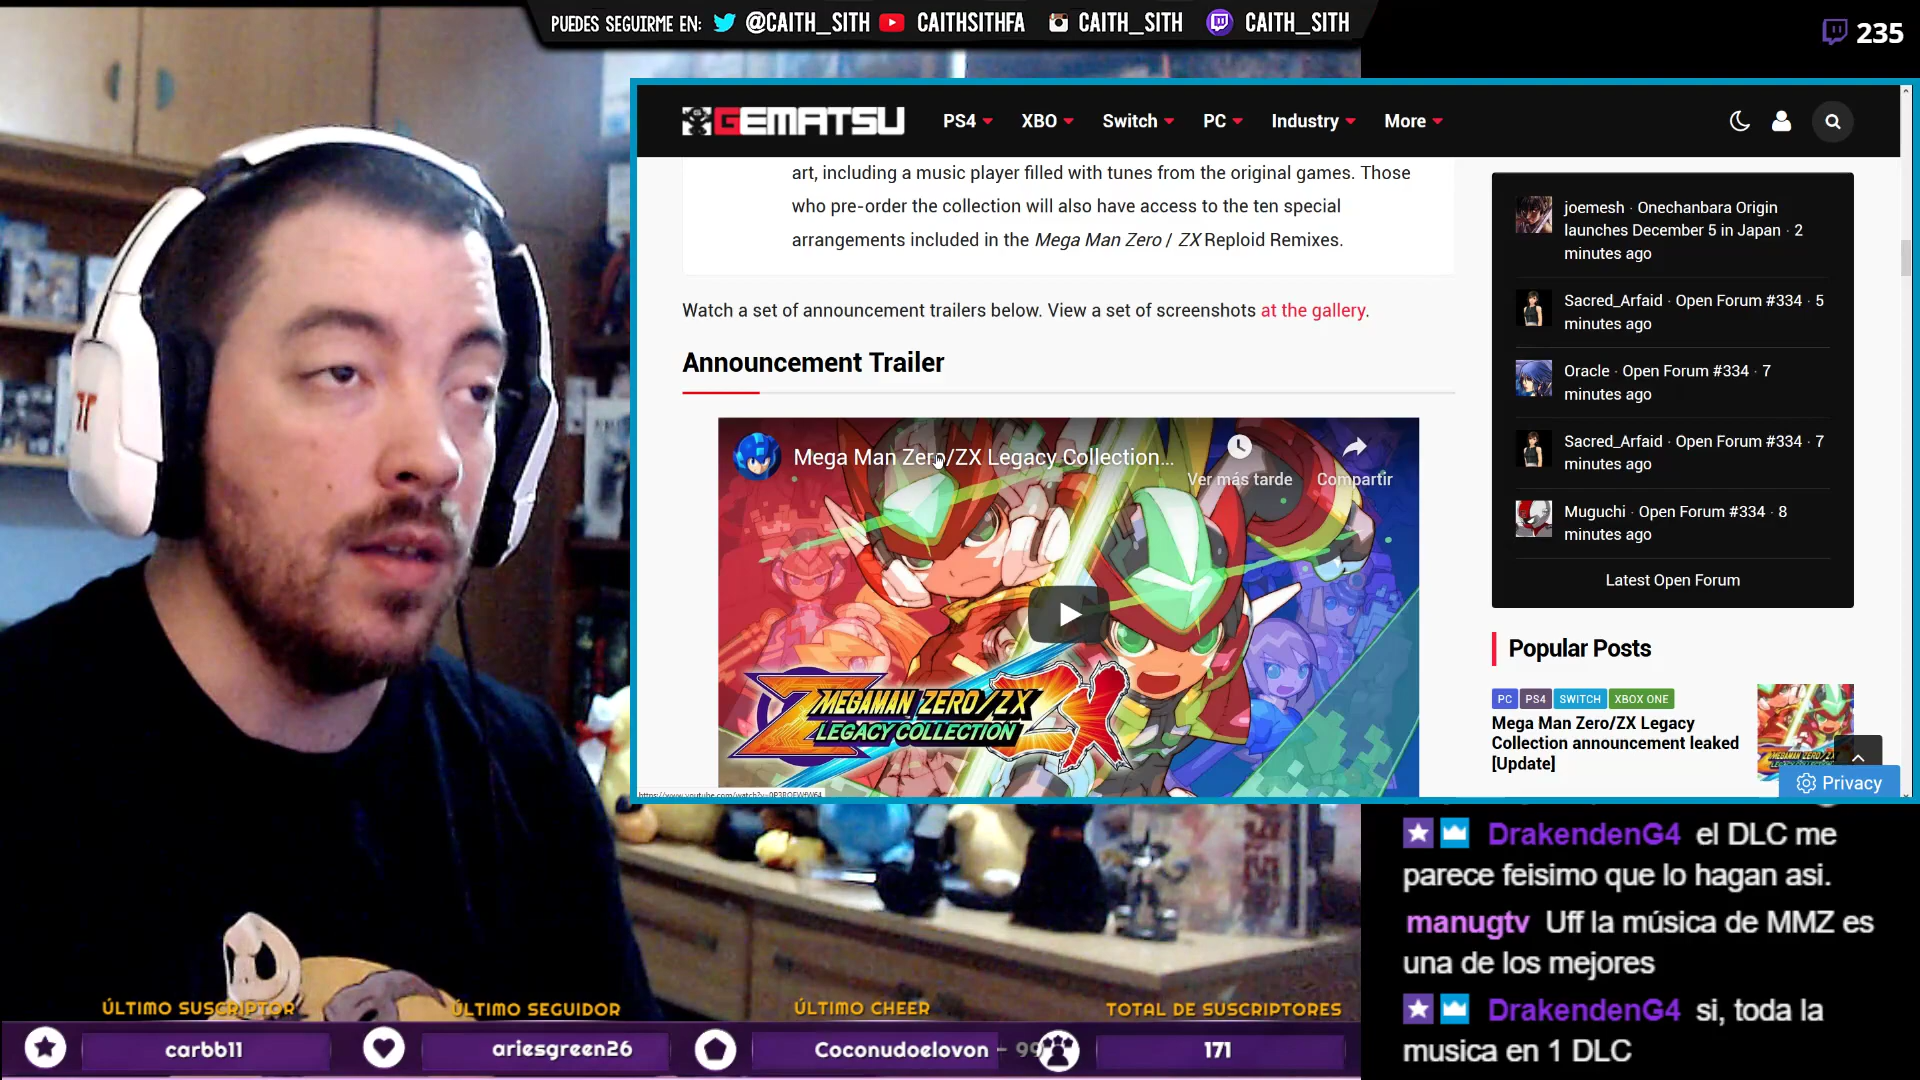 PUEDES SEGUIRME EN: @CAITH_SITH CAITHSITHFA CAITH_SITH CAITH_SITH
235
GEMATSU PS4 XBO Switch PC Industry More
art, including a music player filled with tunes from the original games. Those
who pre-order the collection will also have access to the ten special
arrangements included in the Mega Man Zero / ZX Reploid Remixes.
Watch a set of announcement trailers below. View a set of screenshots at the gallery.
Announcement Trailer
Mega Man Zero/ZX Legacy Collection...
Ver más tarde
Compartir
MEGAMAN ZERO/ZX
LEGACY COLLECTION
ZX
joemesh · Onechanbara Origin
launches December 5 in Japan · 2
minutes ago
Sacred_Arfaid · Open Forum #334 · 5
minutes ago
Oracle · Open Forum #334 · 7
minutes ago
Sacred_Arfaid · Open Forum #334 · 7
minutes ago
Muguchi · Open Forum #334 · 8
minutes ago
Latest Open Forum
Popular Posts
PC PS4 SWITCH XBOX ONE
Mega Man Zero/ZX Legacy
Collection announcement leaked
[Update]
Privacy
DrakendenG4 el DLC me
parece feisimo que lo hagan asi.
manugtv Uff la música de MMZ es
una de los mejores
DrakendenG4 si, toda la
musica en 1 DLC
ÚLTIMO SUSCRIPTOR
carbb11
ÚLTIMO SEGUIDOR
ariesgreen26
ÚLTIMO CHEER
Coconudoelovon - 99
TOTAL DE SUSCRIPTORES
171